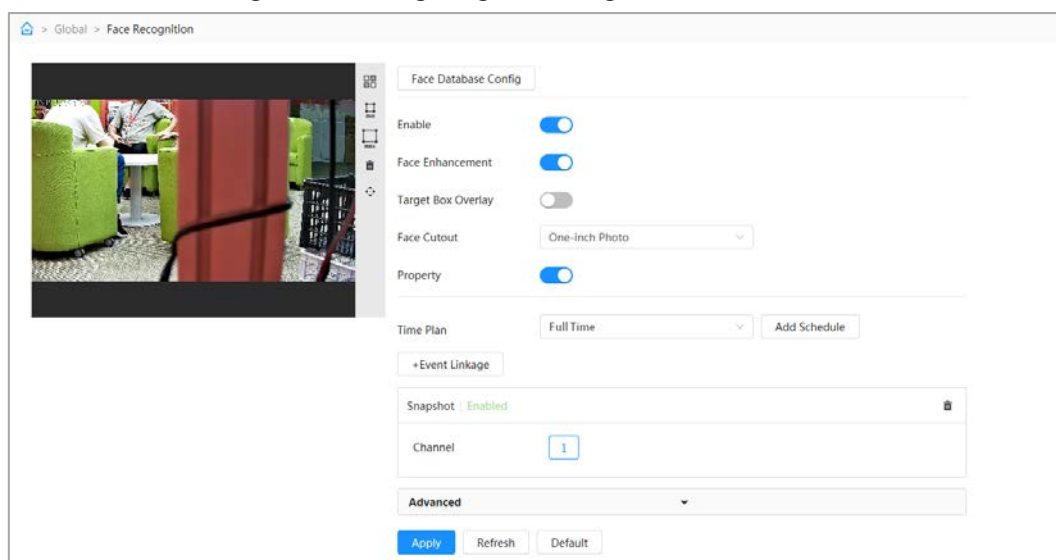 > Global > Face Recognition
Face Database Config
Enable
Face Enhancement
Target Box Overlay
Face Cutout One-inch Photo
Property
Time Plan Full Time Add Schedule
+Event Linkage
Snapshot Enabled
Channel 1
Advanced
Apply Refresh Default